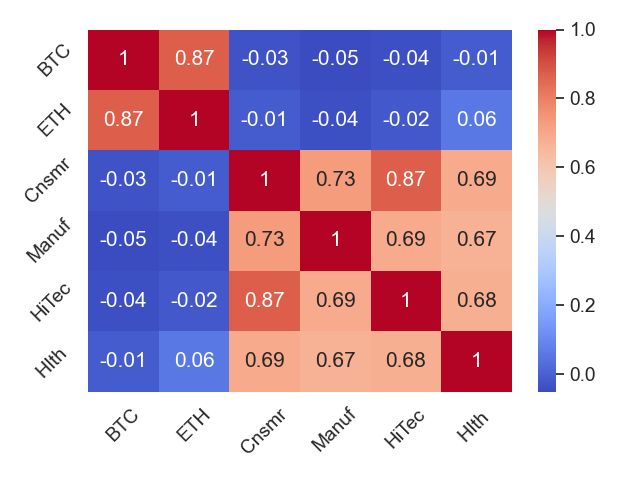 BTC 1 0.87 -0.03 -0.05 -0.04 -0.01
ETH 0.87 1 -0.01 -0.04 -0.02 0.06
Cnsmr -0.03 -0.01 1 0.73 0.87 0.69
Manuf -0.05 -0.04 0.73 1 0.69 0.67
HiTec -0.04 -0.02 0.87 0.69 1 0.68
Hlth -0.01 0.06 0.69 0.67 0.68 1
BTC ETH Cnsmr Manuf HiTec Hlth
1.0
0.8
0.6
0.4
0.2
0.0